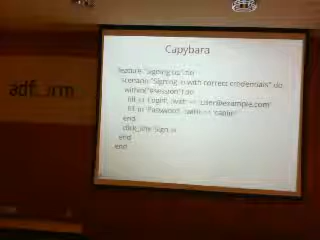 Capybara
adform
feature "Signing up" do
scenario "Signing in with correct credentials" do
within("#session") do
fill_in 'Login', :with => 'user@example.com'
fill_in 'Password', :with => 'caplin'
end
click_link 'Sign in'
end
end